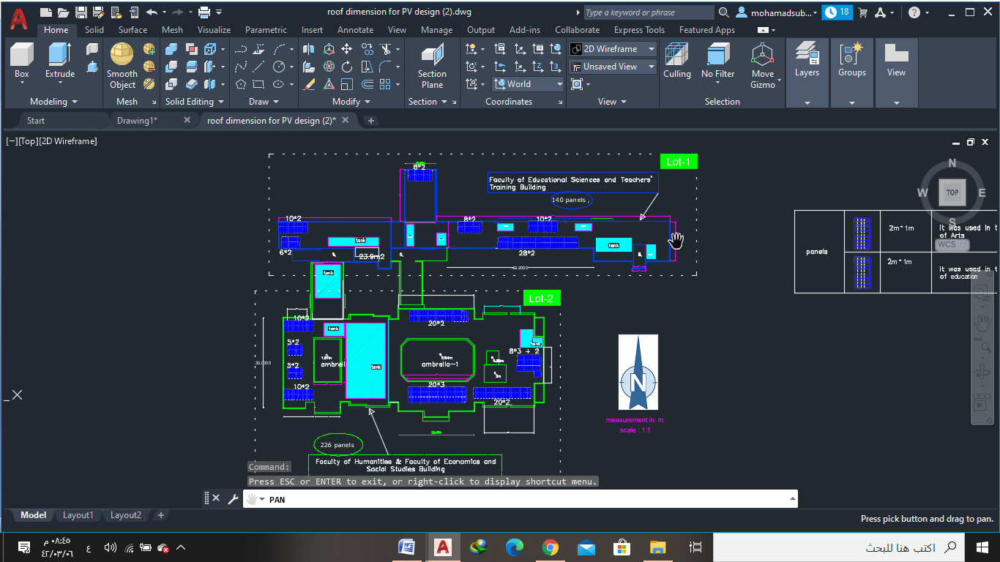 roof dimension for PV design (2).dwg
Type a keyword or phrase
mohamadsub...
18
Home Solid Surface Mesh Visualize Parametric Insert Annotate View Manage Output Add-ins Collaborate Express Tools Featured Apps
Box
Extrude
Smooth
Object
Section
Plane
World
2D Wireframe
Unsaved View
Culling
No Filter
Move
Gizmo
Layers
Groups
View
Modeling Mesh Solid Editing Draw Modify Section Coordinates View Selection
Start
Drawing1*
roof dimension for PV design (2)*
[−][Top][2D Wireframe]
Lot-1
8*2
Faculty of Educational Sciences and Teachers'
Training Building
140 panels ,
10*2
8*2
10*2
tank
tank
6*2
23.9m2
28*2
49.2000
N
W
TOP
E
S
WCS
panels
2m* 1m
It was used in t
of Arts
2m* 1m
It was used in t
of education
tank
Lot-2
10*2
20*2
tank
tank
5*2
8*3 + 2
30.0000
ambrell
tank
ambrella-1
5*2
10*2
20*3
20*2
N
measurement in: m
scale : 1:1
226 panels
Faculty of Humanities & Faculty of Economics and
Social Studies Building
Command:
Press ESC or ENTER to exit, or right-click to display shortcut menu.
PAN
Model
Layout1
Layout2
Press pick button and drag to pan.
٠٨:٤٥ م
٤٢/٠٣/٠٦
ع
اكتب هنا للبحث